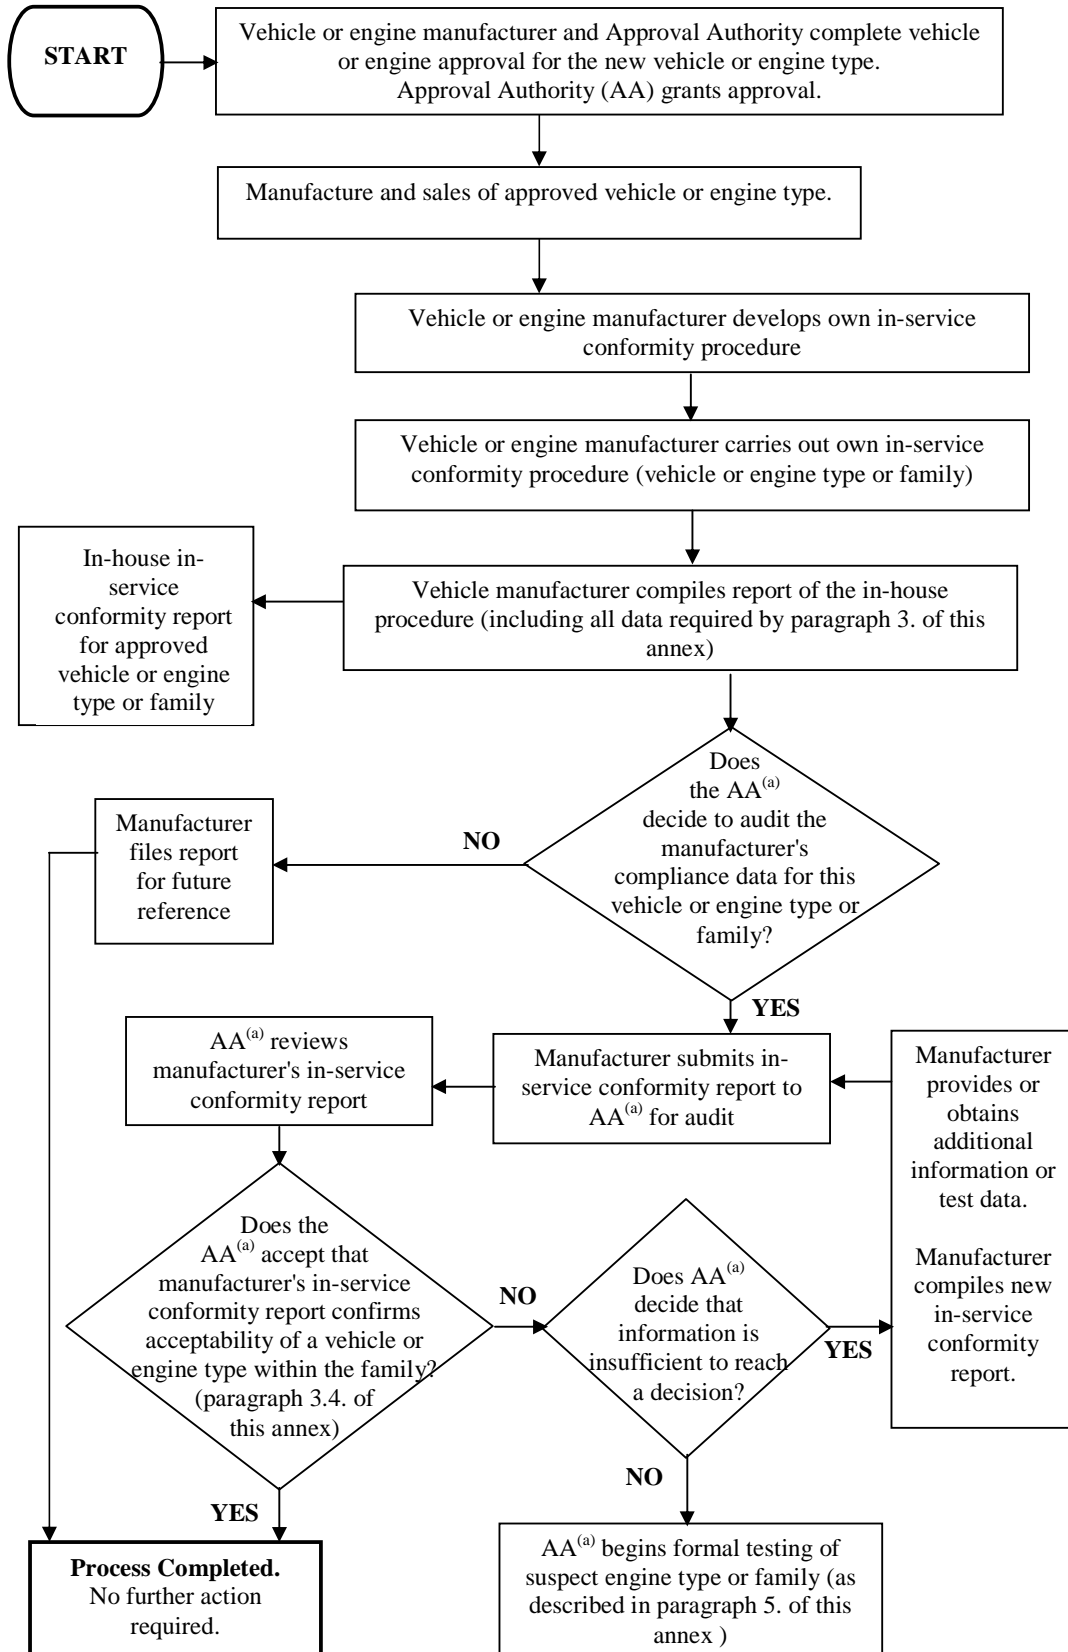 START
Vehicle or engine manufacturer and Approval Authority complete vehicle
or engine approval for the new vehicle or engine type.
Approval Authority (AA) grants approval.
Manufacture and sales of approved vehicle or engine type.
Vehicle or engine manufacturer develops own in-service
conformity procedure
Vehicle or engine manufacturer carries out own in-service
conformity procedure (vehicle or engine type or family)
In-house in-
service
conformity report
for approved
vehicle or engine
type or family
Vehicle manufacturer compiles report of the in-house
procedure (including all data required by paragraph 3. of this
annex)
Does
the AA(a)
decide to audit the
manufacturer's
compliance data for this
vehicle or engine type or
family?
NO
Manufacturer
files report
for future
reference
YES
AA(a) reviews
manufacturer's in-service
conformity report
Manufacturer submits in-
service conformity report to
AA(a) for audit
Manufacturer
provides or
obtains
additional
information or
test data.
Manufacturer
compiles new
in-service
conformity
report.
Does the
AA(a) accept that
manufacturer's in-service
conformity report confirms
acceptability of a vehicle or
engine type within the family?
(paragraph 3.4. of
this annex)
NO
Does AA(a)
decide that
information is
insufficient to reach
a decision?
YES
NO
YES
Process Completed.
No further action
required.
AA(a) begins formal testing of
suspect engine type or family (as
described in paragraph 5. of this
annex )